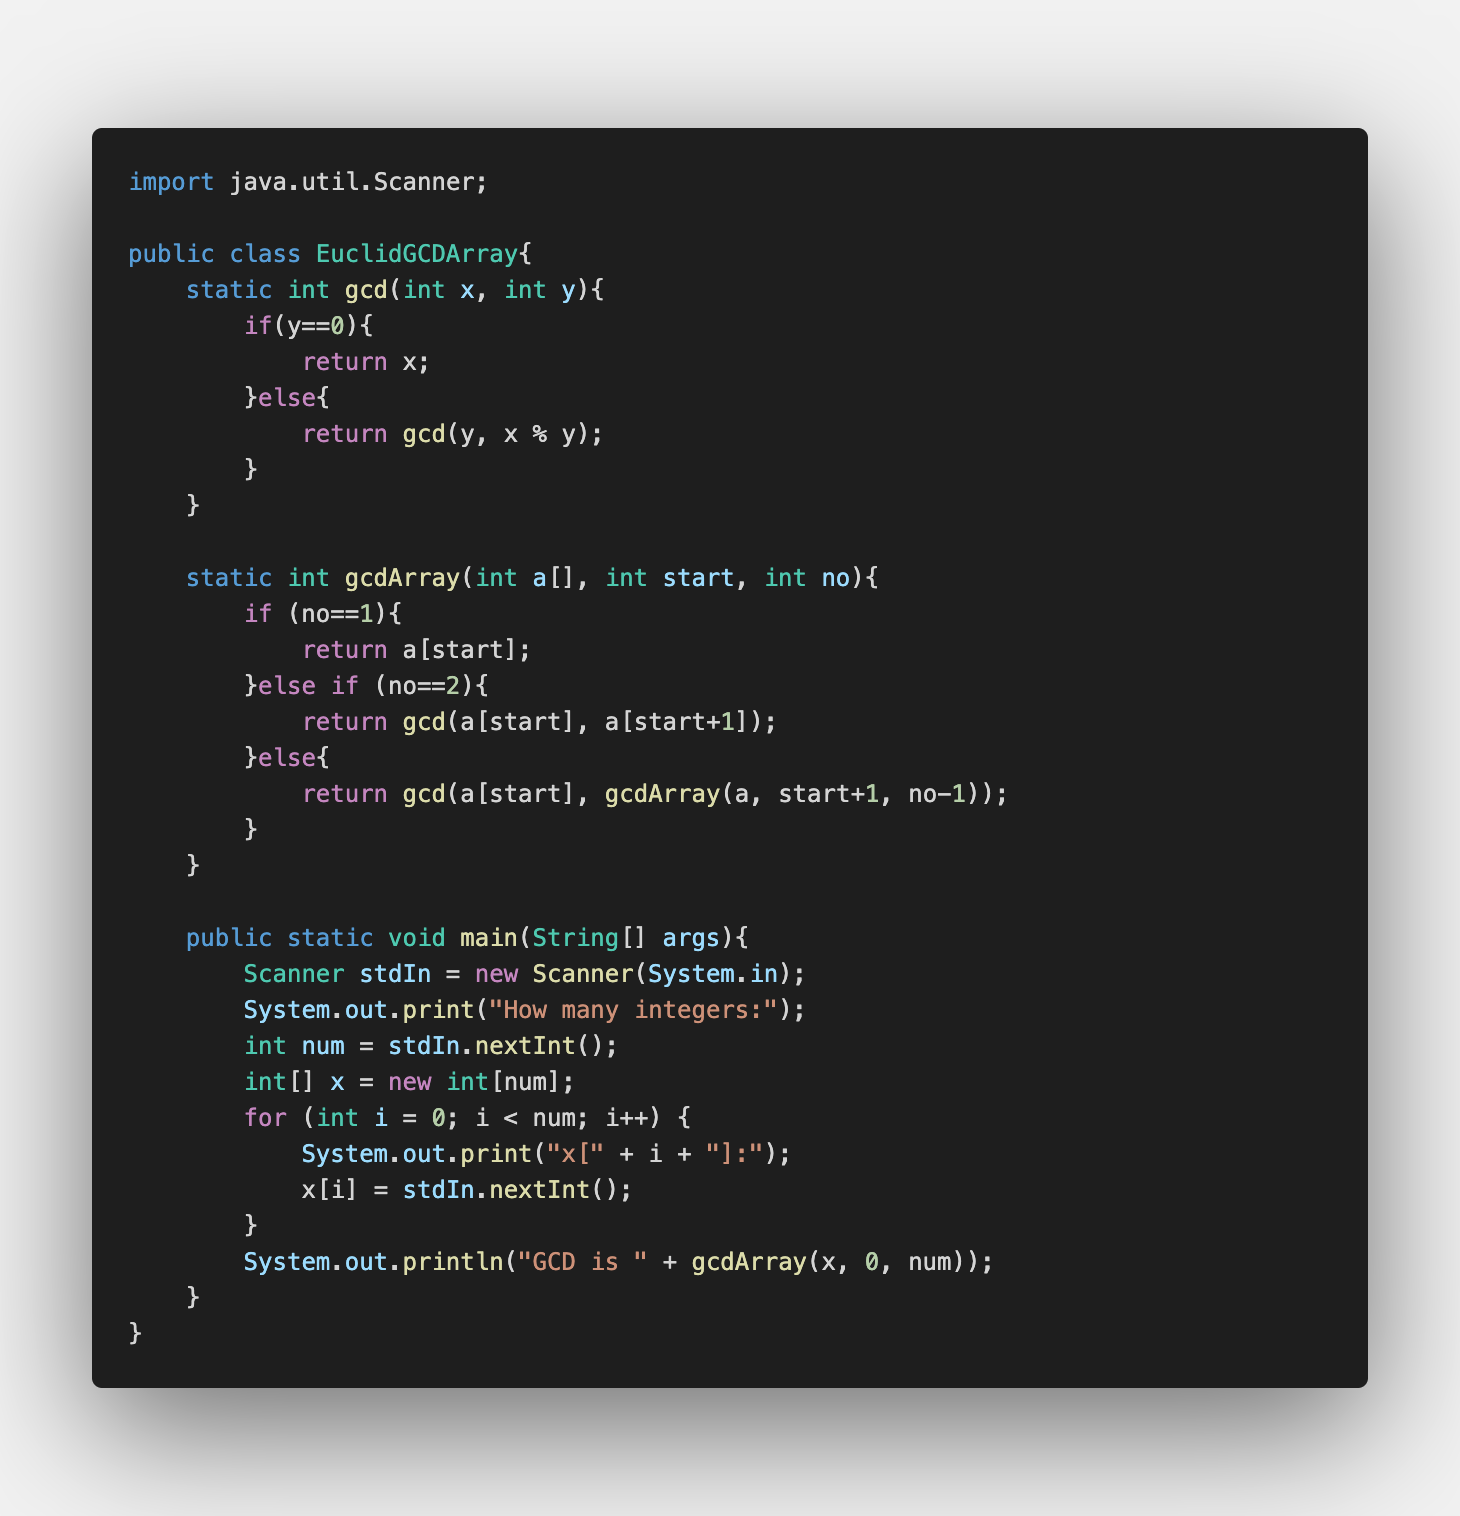 import java.util.Scanner;

public class EuclidGCDArray{
    static int gcd(int x, int y){
        if(y==0){
            return x;
        }else{
            return gcd(y, x % y);
        }
    }

    static int gcdArray(int a[], int start, int no){
        if (no==1){
            return a[start];
        }else if (no==2){
            return gcd(a[start], a[start+1]);
        }else{
            return gcd(a[start], gcdArray(a, start+1, no-1));
        }
    }

    public static void main(String[] args){
        Scanner stdIn = new Scanner(System.in);
        System.out.print("How many integers:");
        int num = stdIn.nextInt();
        int[] x = new int[num];
        for (int i = 0; i < num; i++) {
            System.out.print("x[" + i + "]:");
            x[i] = stdIn.nextInt();
        }
        System.out.println("GCD is " + gcdArray(x, 0, num));
    }
}